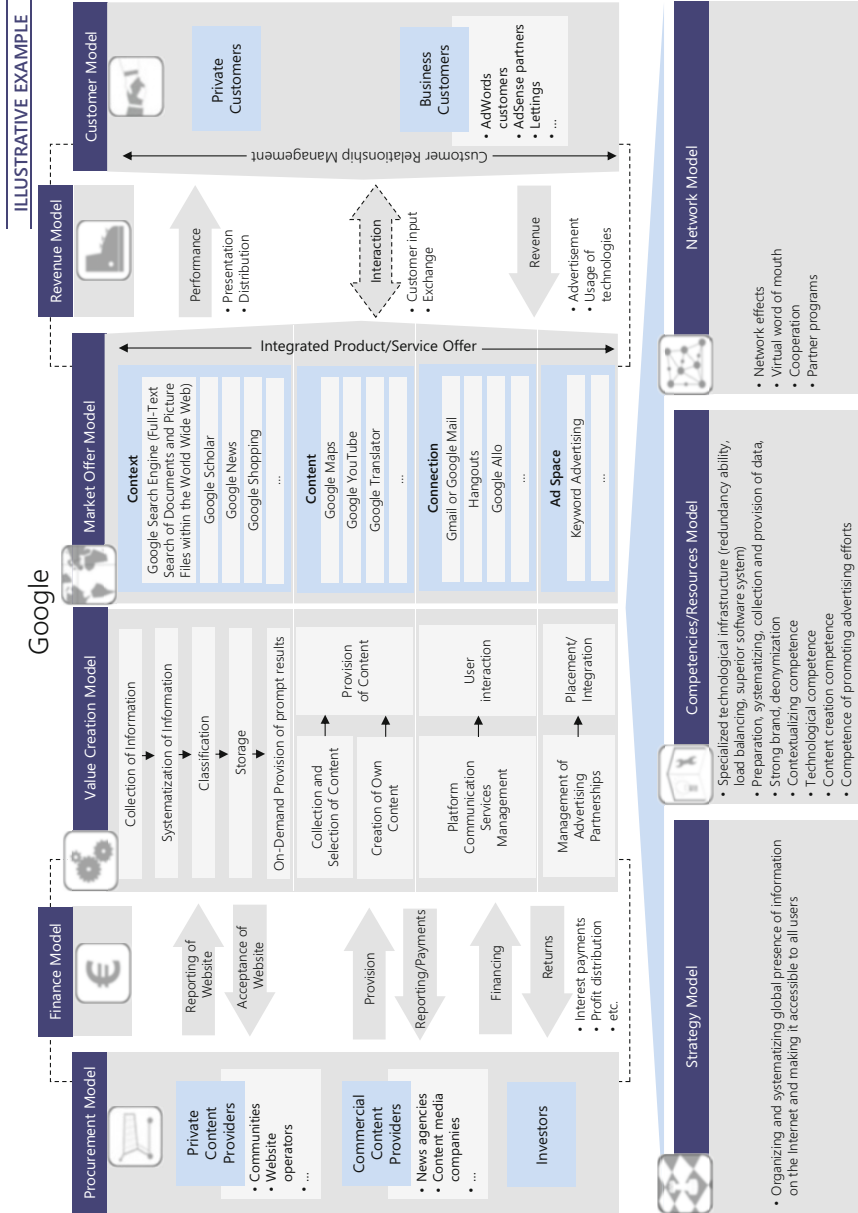 ILLUSTRATIVE EXAMPLE
Google
Procurement Model
Private
Content
Providers
• Communities
• Website
operators
• ...
Commercial
Content
Providers
• News agencies
• Content media
companies
• ...
Investors
Finance Model
€
Reporting of
Website
Acceptance of
Website
Provision
Reporting/Payments
Financing
Returns
• Interest payments
• Profit distribution
• etc.
Value Creation Model
Collection of Information
Systematization of Information
Classification
Storage
On-Demand Provision of prompt results
Collection and
Selection of Content
Creation of Own
Content
Provision
of Content
Platform
Communication
Services
Management
User
interaction
Management of
Advertising
Partnerships
Placement/
Integration
Market Offer Model
Context
Google Search Engine (Full-Text
Search of Documents and Picture
Files within the World Wide Web)
Google Scholar
Google News
Google Shopping
...
Content
Google Maps
Google YouTube
Google Translator
...
Connection
Gmail or Google Mail
Hangouts
Google Allo
...
Ad Space
Keyword Advertising
...
Integrated Product/Service Offer
Revenue Model
Performance
• Presentation
• Distribution
Interaction
• Customer input
• Exchange
Revenue
• Advertisement
• Usage of
technologies
Customer Model
Customer Relationship Management
Private
Customers
Business
Customers
• AdWords
customers
• AdSense partners
• Lettings
• ...
Strategy Model
• Organizing and systematizing global presence of information
on the Internet and making it accessible to all users
Competencies/Resources Model
• Specialized technological infrastructure (redundancy ability,
load balancing, superior software system)
• Preparation, systematizing, collection and provision of data,
• Strong brand, deonymization
• Contextualizing competence
• Technological competence
• Content creation competence
• Competence of promoting advertising efforts
Network Model
• Network effects
• Virtual word of mouth
• Cooperation
• Partner programs